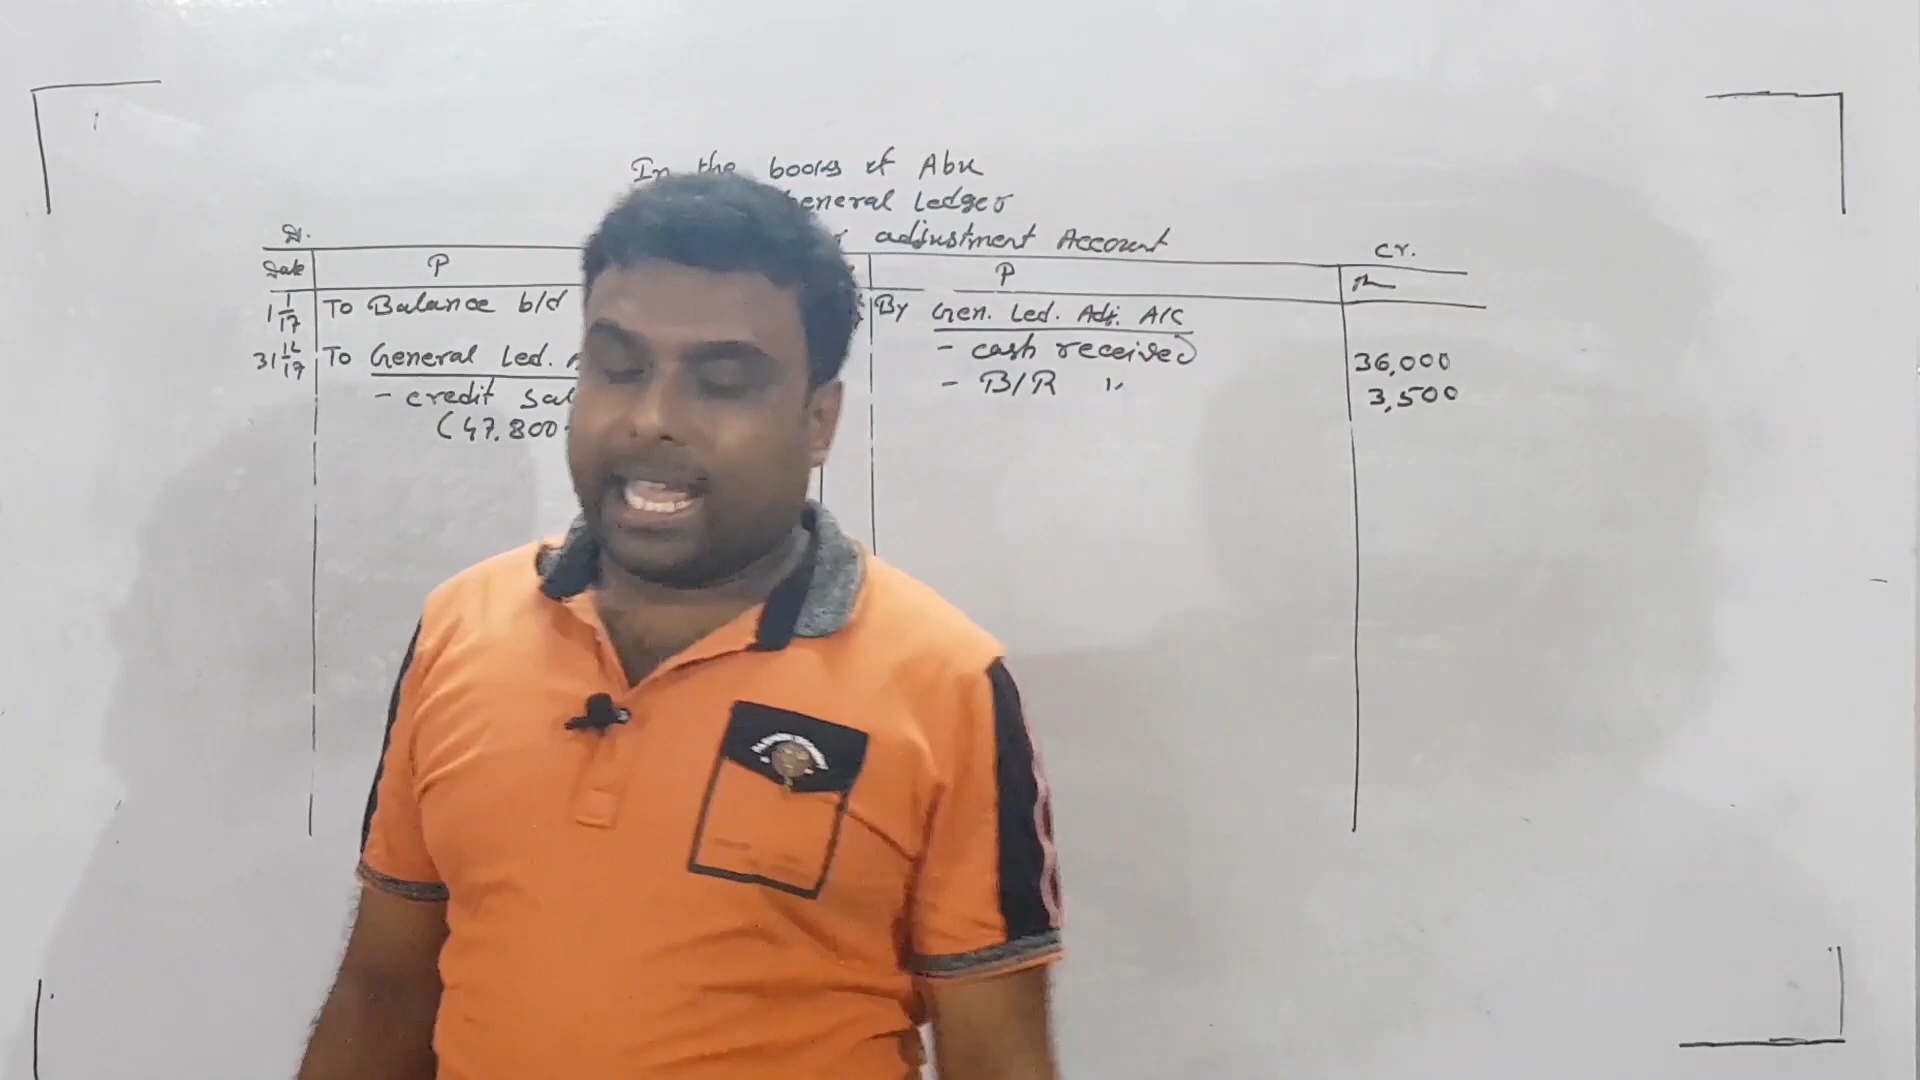 In the books of Abu
General Ledger
adjustment Account
Dr. Cr.
Date P P
1/1/17 To Balance b/d By Gen. Led. Adj. A/C
- cash received 36,000
31/12/17 To General Led.
- B/R 3,500
- credit
(47,800